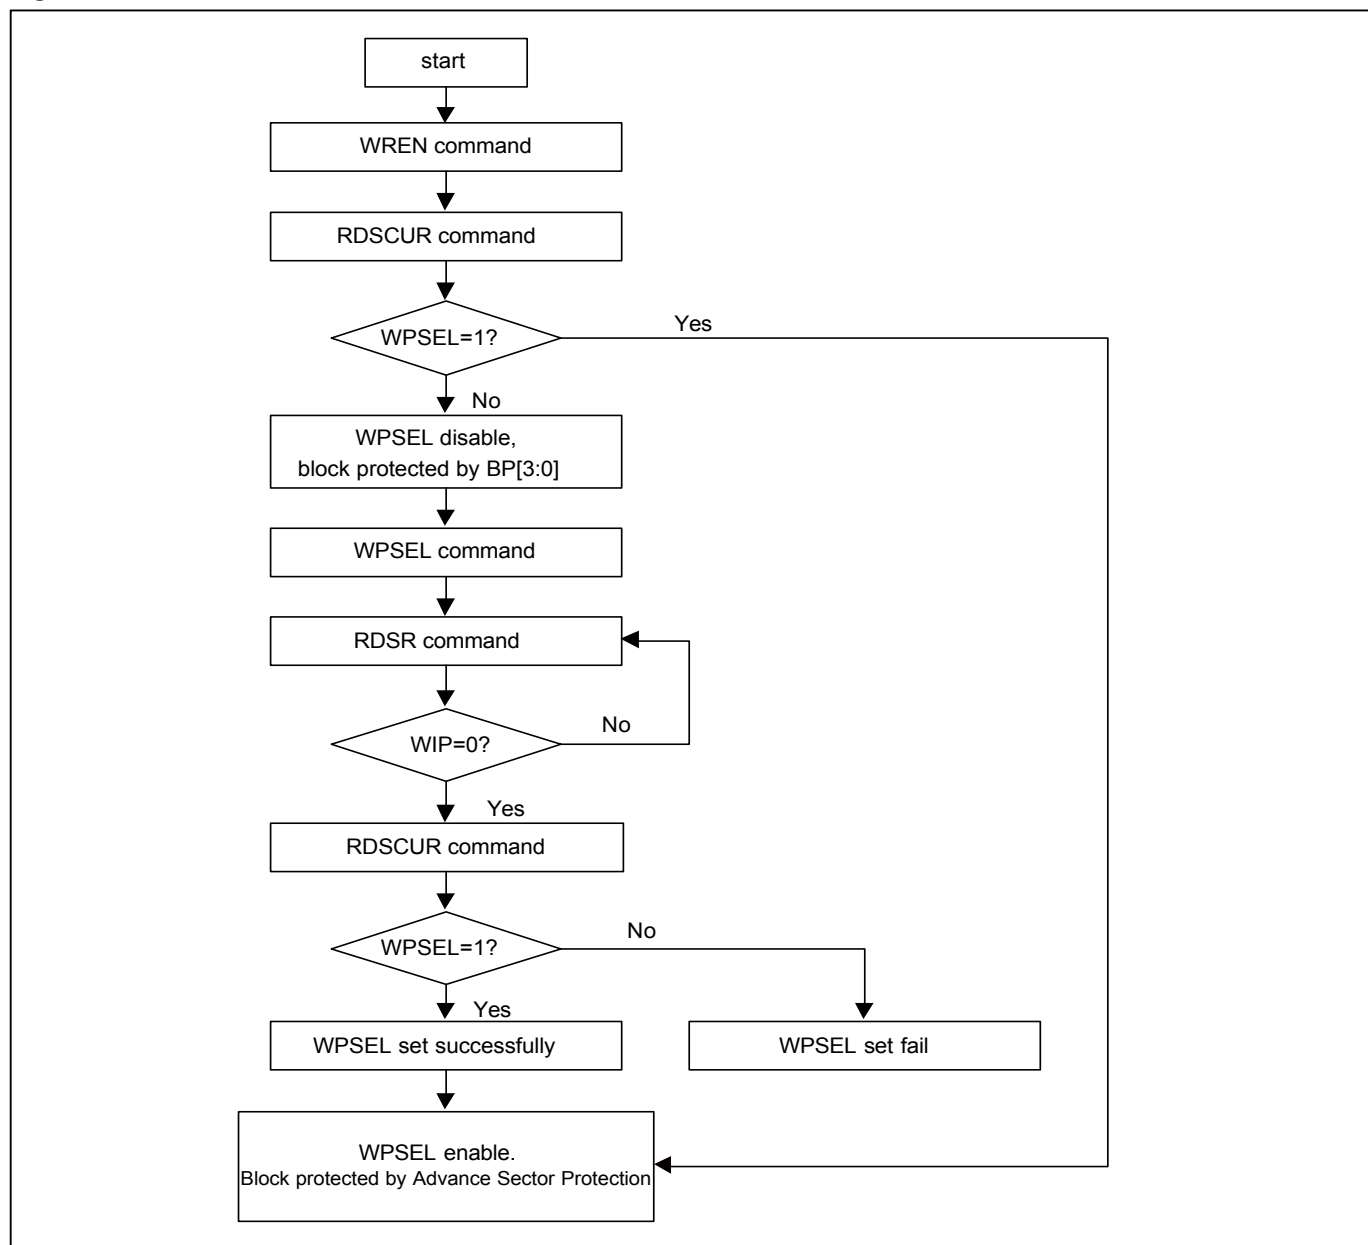 start
WREN command
RDSCUR command
WPSEL=1?
Yes
No
WPSEL disable,
block protected by BP[3:0]
WPSEL command
RDSR command
WIP=0?
No
Yes
RDSCUR command
WPSEL=1?
No
Yes
WPSEL set successfully
WPSEL set fail
WPSEL enable.
Block protected by Advance Sector Protection